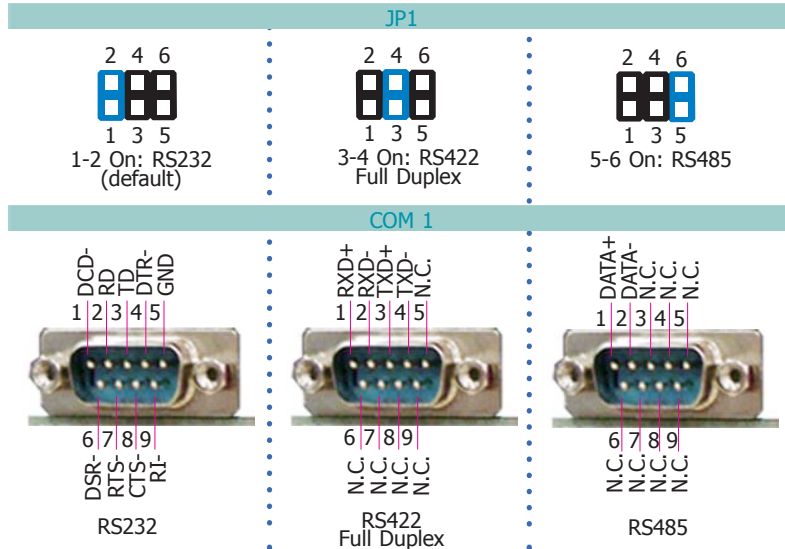 JP1
2 4 6
1 3 5
1-2 On: RS232
(default)
2 4 6
1 3 5
3-4 On: RS422
Full Duplex
2 4 6
1 3 5
5-6 On: RS485
COM 1
DCD-
RD
TD
DTR-
GND
1 2 3 4 5
6 7 8 9
DSR-
RTS-
CTS-
RI-
RS232
RXD+
RXD-
TXD+
TXD-
N.C.
1 2 3 4 5
6 7 8 9
N.C.
N.C.
N.C.
N.C.
RS422
Full Duplex
DATA+
DATA-
N.C.
N.C.
N.C.
1 2 3 4 5
6 7 8 9
N.C.
N.C.
N.C.
N.C.
RS485